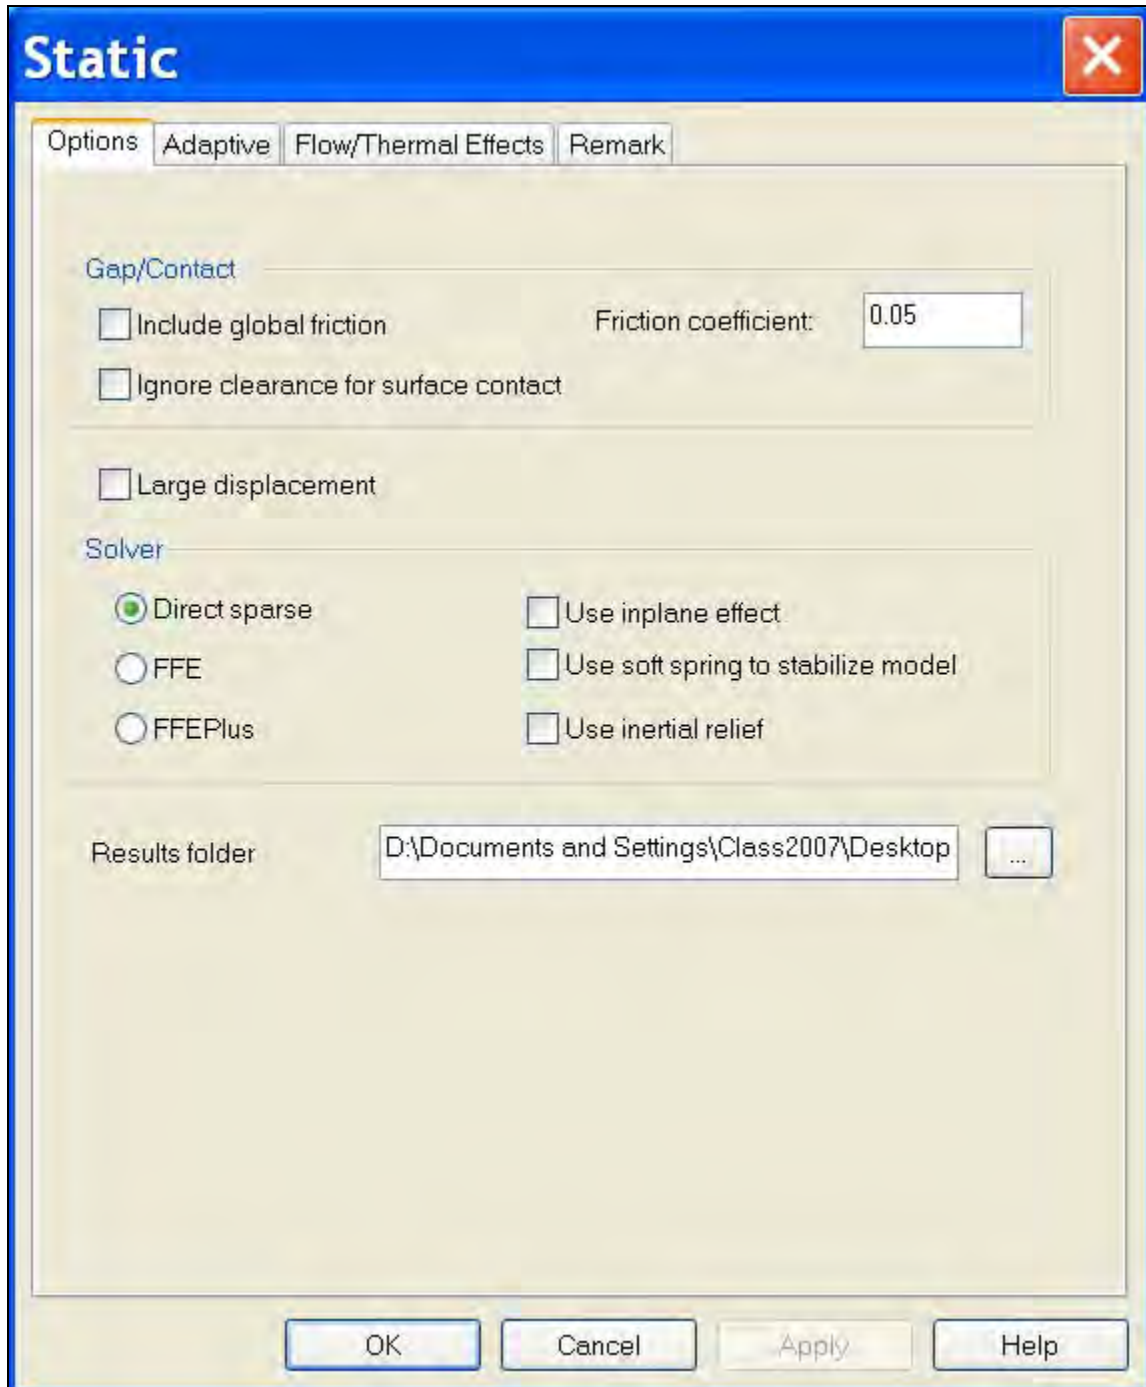 Static
Options Adaptive Flow/Thermal Effects Remark
Gap/Contact
Include global friction Friction coefficient: 0.05
Ignore clearance for surface contact
Large displacement
Solver
Direct sparse Use inplane effect
FFE Use soft spring to stabilize model
FFEPlus Use inertial relief
Results folder D:\Documents and Settings\Class2007\Desktop ...
OK Cancel Apply Help